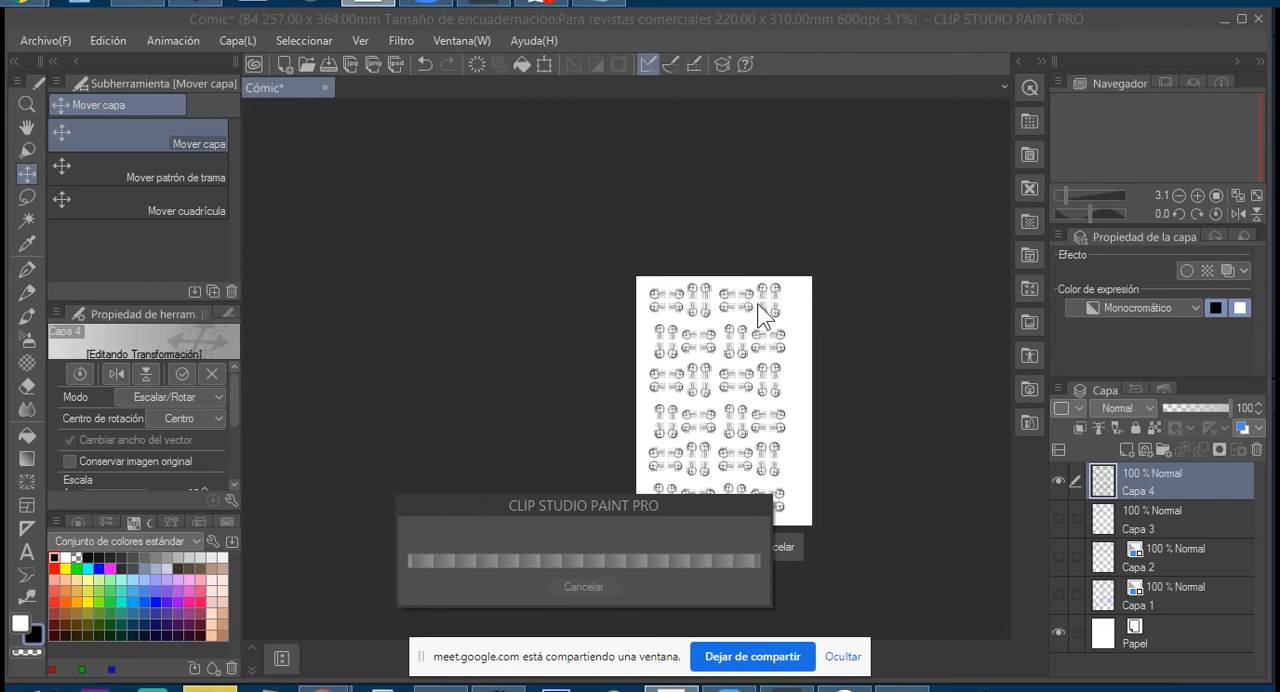 Cómic* (B4 257.00 x 364.00mm Tamaño de encuadernación:Para revistas comerciales 220.00 x 310.00mm 600dpi 3.1%) - CLIP STUDIO PAINT PRO
Archivo(F) Edición Animación Capa(L) Seleccionar Ver Filtro Ventana(W) Ayuda(H)
Subherramienta [Mover capa]
Cómic*
Navegador
Mover capa
Mover capa
Mover patrón de trama
Mover cuadrícula
3.1
0.0
Propiedad de la capa
Efecto
Color de expresión
Monocromático
Propiedad de herram.
Capa 4
[Editando Transformación]
Modo Escalar/Rotar
Centro de rotación Centro
Cambiar ancho del vector
Conservar imagen original
Escala
Capa
Normal 100
100 % Normal
Capa 4
100 % Normal
Capa 3
100 % Normal
Capa 2
100 % Normal
Capa 1
Papel
CLIP STUDIO PAINT PRO
Cancelar
elar
Conjunto de colores estándar
meet.google.com está compartiendo una ventana. Dejar de compartir Ocultar